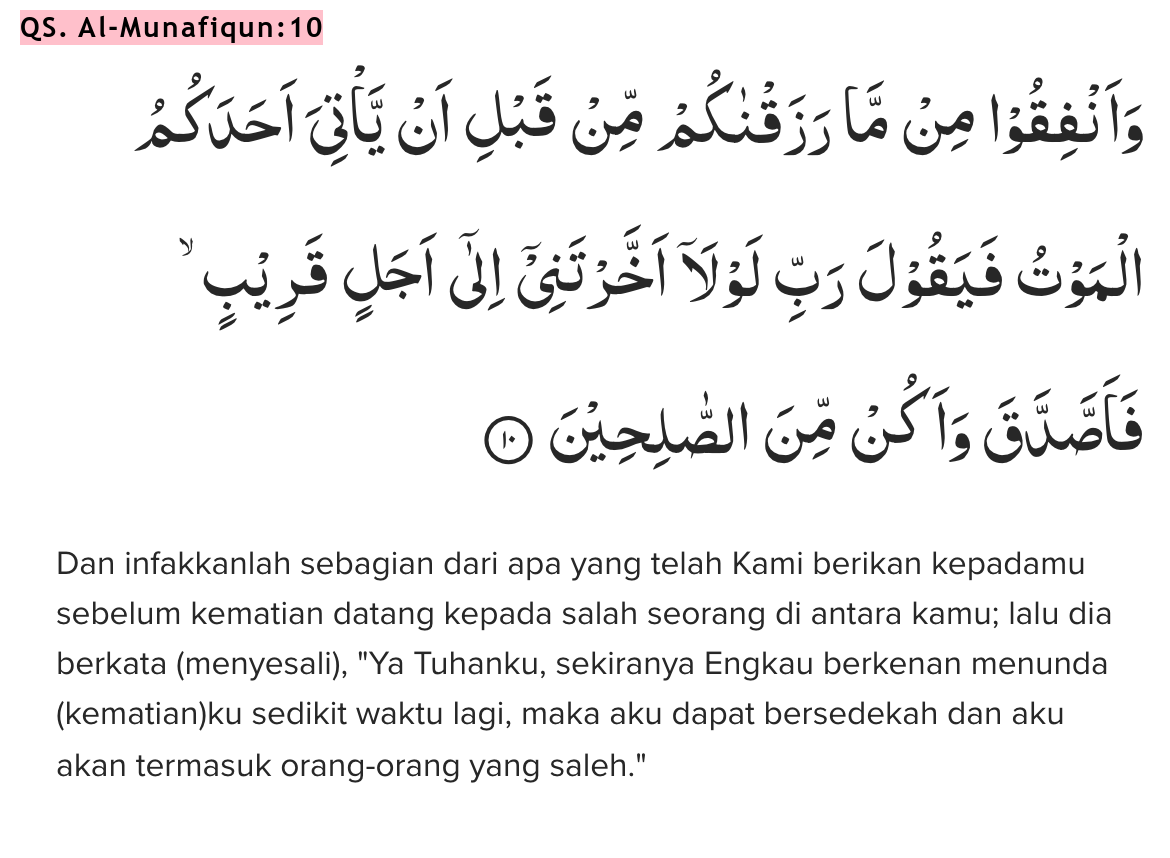 QS. Al-Munafiqun:10
وَاَنْفِقُوْا مِنْ مَّا رَزَقْنٰكُمْ مِّنْ قَبْلِ اَنْ يَّأْتِيَ اَحَدَكُمُ
الْمَوْتُ فَيَقُوْلَ رَبِّ لَوْلَآ اَخَّرْتَنِيْٓ اِلٰٓى اَجَلٍ قَرِيْبٍۙ
فَاَصَّدَّقَ وَاَكُنْ مِّنَ الصّٰلِحِيْنَ ١٠
Dan infakkanlah sebagian dari apa yang telah Kami berikan kepadamu
sebelum kematian datang kepada salah seorang di antara kamu; lalu dia
berkata (menyesali), "Ya Tuhanku, sekiranya Engkau berkenan menunda
(kematian)ku sedikit waktu lagi, maka aku dapat bersedekah dan aku
akan termasuk orang-orang yang saleh."